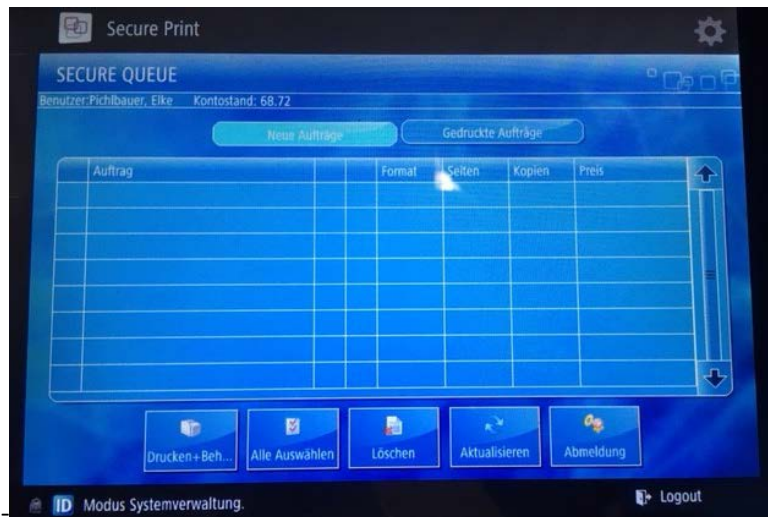 Secure Print
SECURE QUEUE
Benutzer:Pichlbauer, Elke Kontostand: 68.72
Neue Aufträge Gedruckte Aufträge
Auftrag Format Seiten Kopien Preis
Drucken+Beh... Alle Auswählen Löschen Aktualisieren Abmeldung
ID Modus Systemverwaltung. Logout